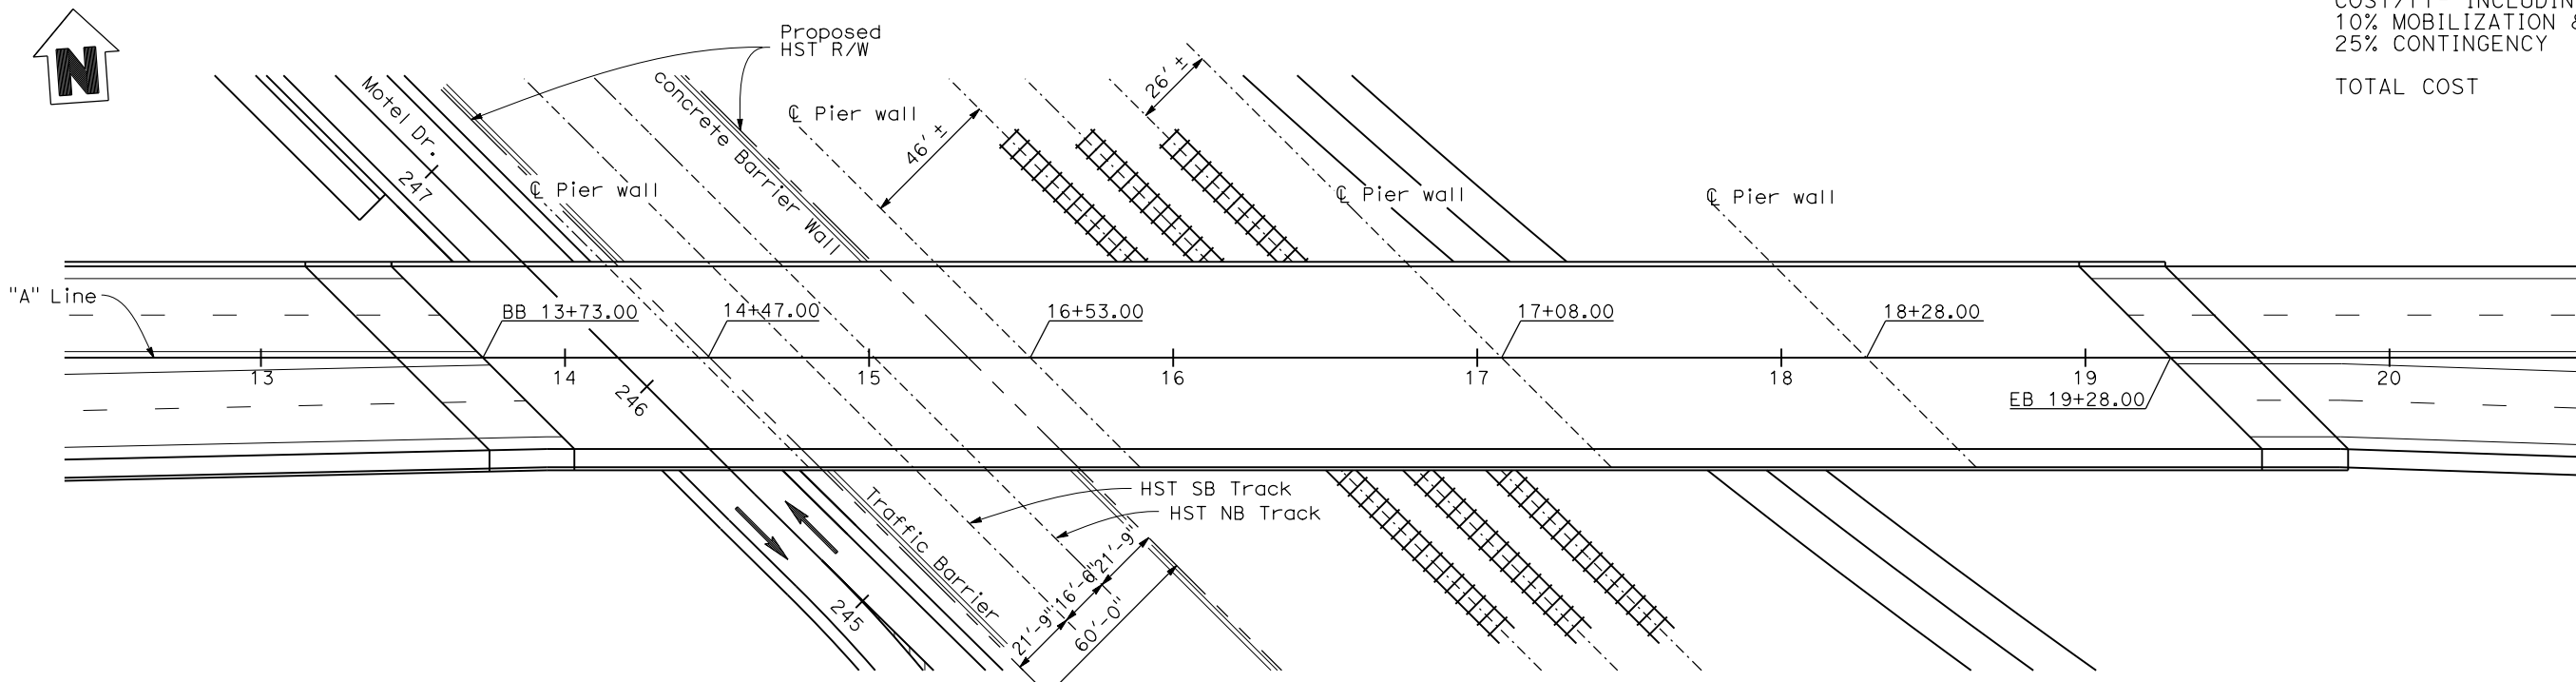 COST/FT² INCLUDIN
10% MOBILIZATION &
25% CONTINGENCY
TOTAL COST
N
Proposed
HST R/W
Motel Dr.
247
concrete Barrier Wall
℄ Pier wall
46' ±
26' ±
℄ Pier wall
℄ Pier wall
℄ Pier wall
"A" Line
BB 13+73.00
14+47.00
16+53.00
17+08.00
18+28.00
13
14
15
16
17
18
19
20
246
EB 19+28.00
Traffic Barrier
HST SB Track
HST NB Track
21'-9"
16'-6"
21'-9"
60'-0"
245